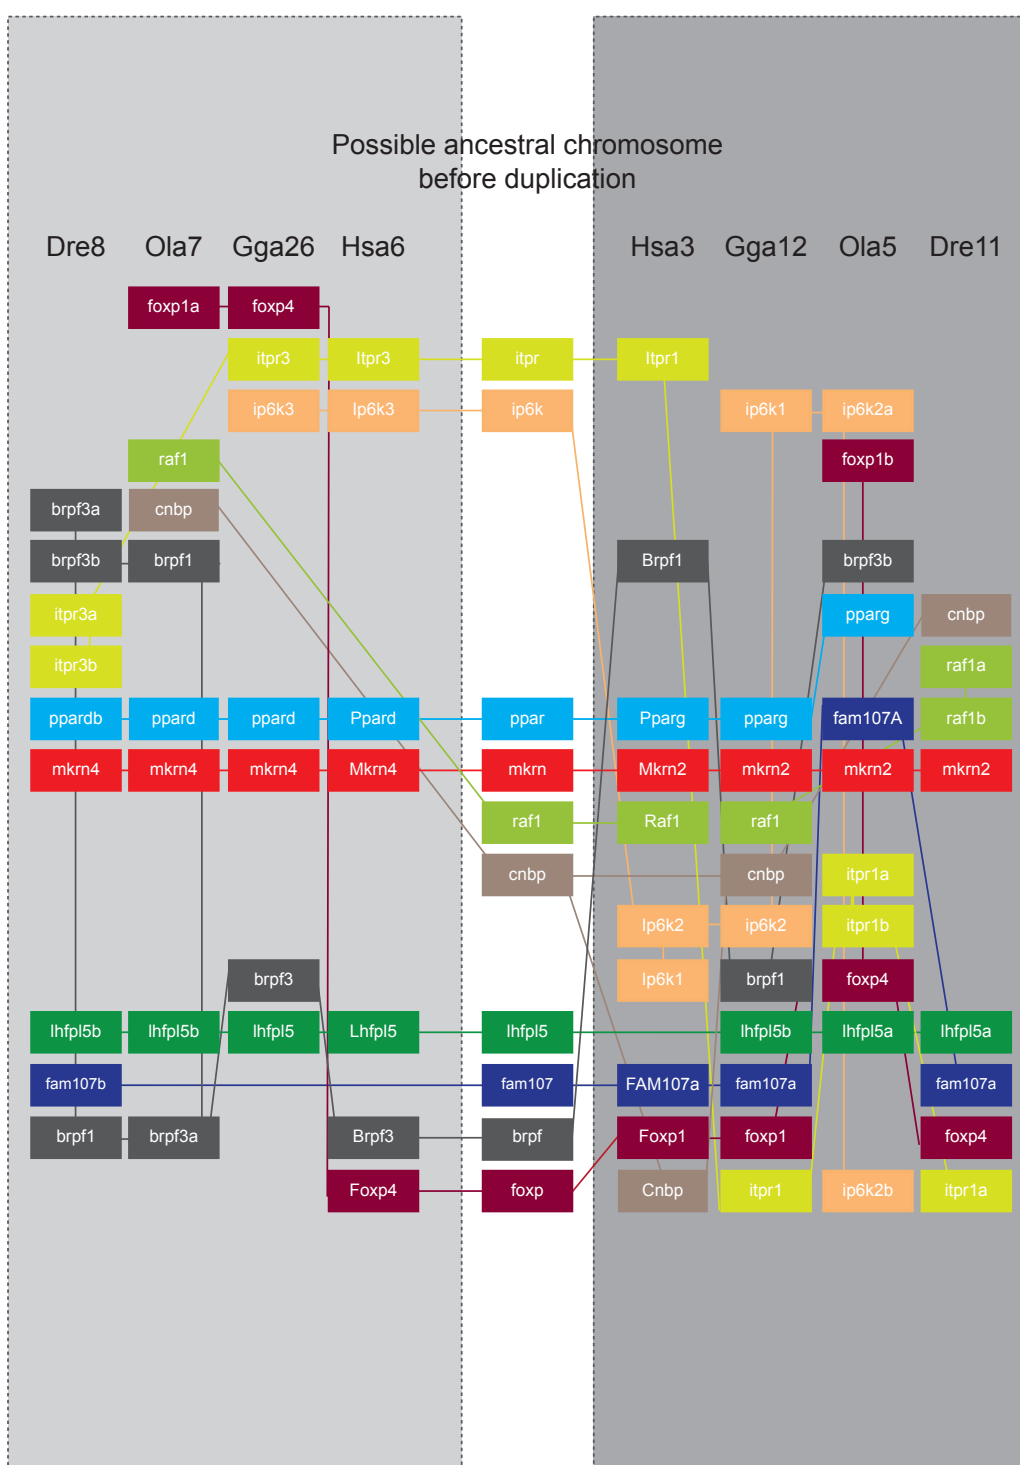 Possible ancestral chromosome
before duplication
Dre8 Ola7 Gga26 Hsa6 Hsa3 Gga12 Ola5 Dre11
foxp1a foxp4
itpr3 Itpr3 itpr Itpr1
ip6k3 Ip6k3 ip6k ip6k1 ip6k2a
raf1 foxp1b
brpf3a cnbp
brpf3b brpf1 Brpf1 brpf3b
itpr3a pparg cnbp
itpr3b raf1a
ppardb ppard ppard Ppard ppar Pparg pparg fam107A raf1b
mkrn4 mkrn4 mkrn4 Mkrn4 mkrn Mkrn2 mkrn2 mkrn2 mkrn2
raf1 Raf1 raf1
cnbp cnbp itpr1a
Ip6k2 ip6k2 itpr1b
brpf3 Ip6k1 brpf1 foxp4
lhfpl5b lhfpl5b lhfpl5 Lhfpl5 lhfpl5 lhfpl5b lhfpl5a lhfpl5a
fam107b fam107 FAM107a fam107a fam107a
brpf1 brpf3a Brpf3 brpf Foxp1 foxp1 foxp4
Foxp4 foxp Cnbp itpr1 ip6k2b itpr1a